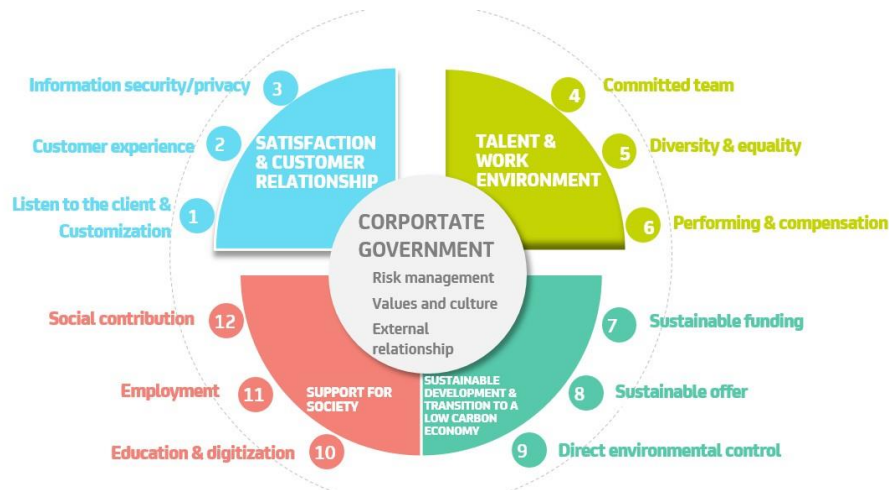 Information security/privacy
3
Customer experience
2
Listen to the client &
Customization
1
SATISFACTION
& CUSTOMER
RELATIONSHIP
TALENT &
WORK
ENVIRONMENT
4
Committed team
5
Diversity & equality
6
Performing & compensation
CORPORTATE
GOVERNMENT
Risk management
Values and culture
External
relationship
Social contribution
12
Employment
11
Education & digitization
10
SUPPORT FOR
SOCIETY
SUSTAINABLE
DEVELOPMENT &
TRANSITION TO A
LOW CARBON
ECONOMY
7
Sustainable funding
8
Sustainable offer
9
Direct environmental control